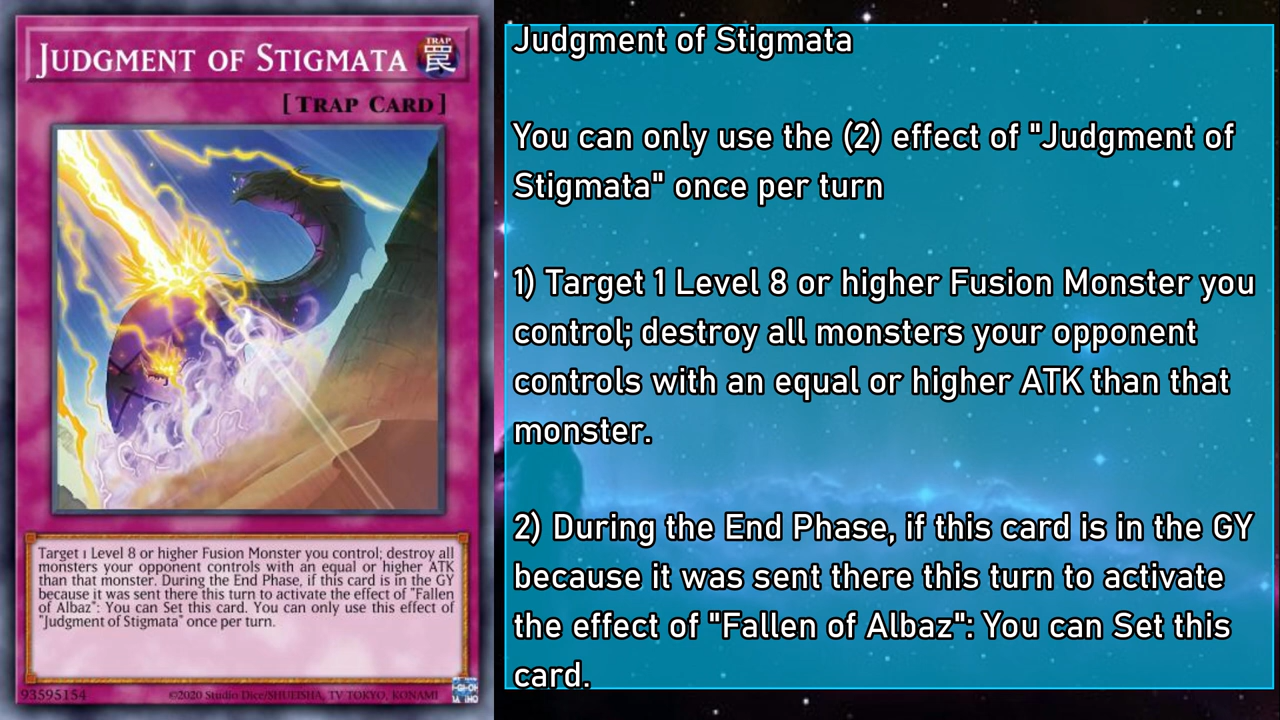 JUDGMENT OF STIGMATA
TRAP
罠
[TRAP CARD]
Target 1 Level 8 or higher Fusion Monster you control; destroy all
monsters your opponent controls with an equal or higher ATK
than that monster. During the End Phase, if this card is in the GY
because it was sent there this turn to activate the effect of "Fallen
of Albaz": You can Set this card. You can only use this effect of
"Judgment of Stigmata" once per turn.
93595154
©2020 Studio Dice/SHUEISHA, TV TOKYO, KONAMI
Judgment of Stigmata
You can only use the (2) effect of "Judgment of
Stigmata" once per turn
1) Target 1 Level 8 or higher Fusion Monster you
control; destroy all monsters your opponent
controls with an equal or higher ATK than that
monster.
2) During the End Phase, if this card is in the GY
because it was sent there this turn to activate
the effect of "Fallen of Albaz": You can Set this
card.